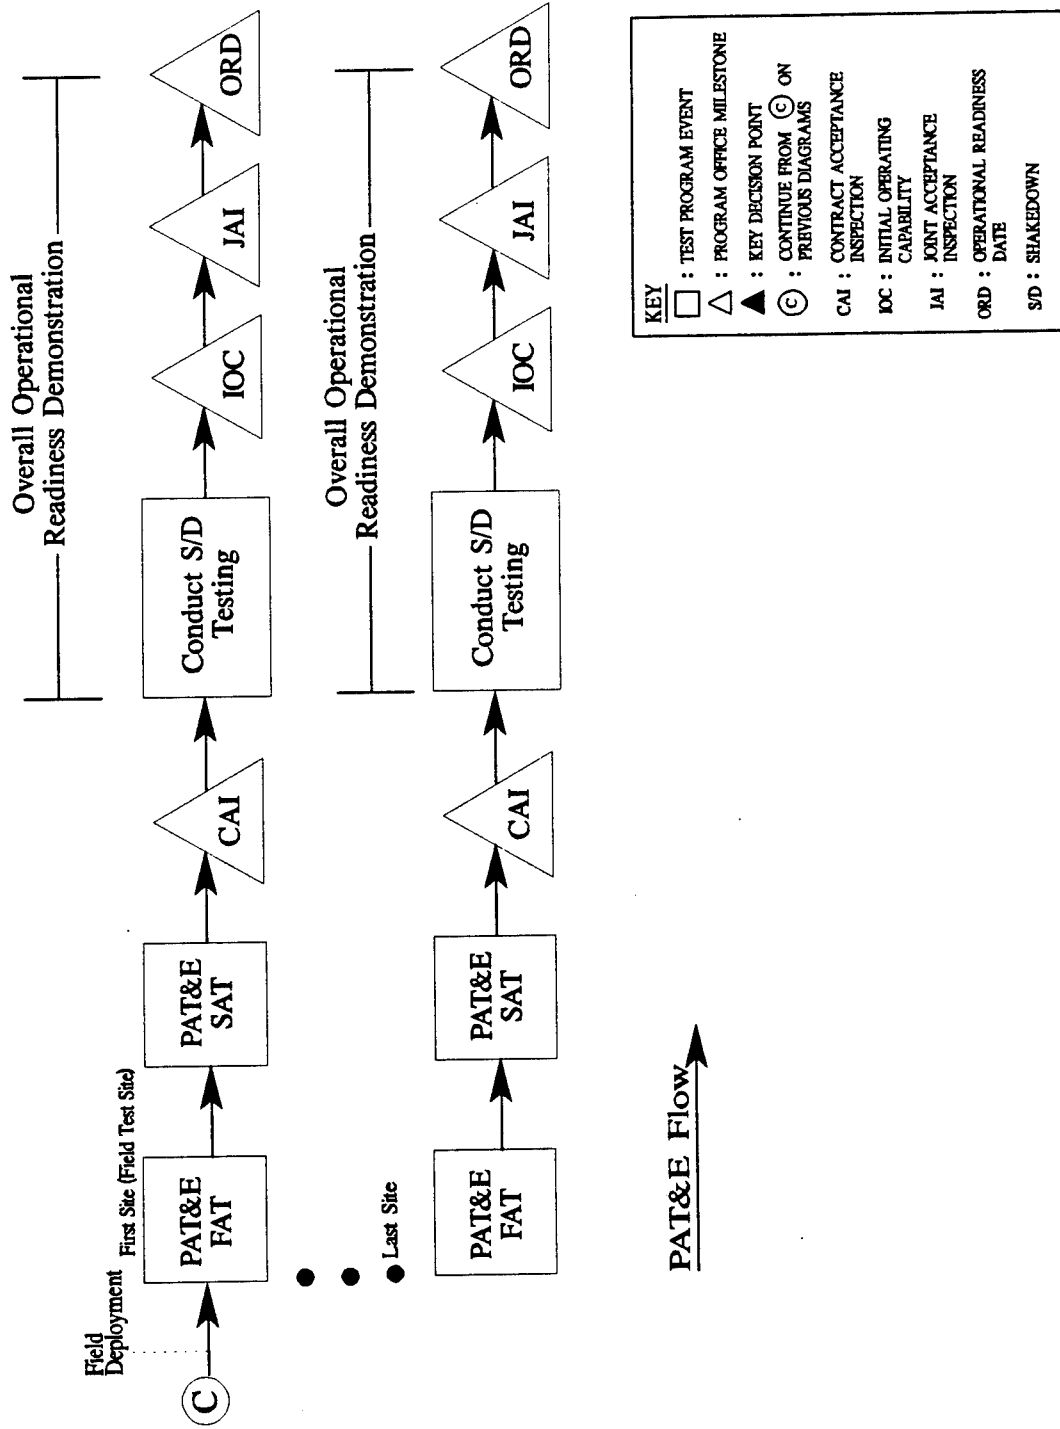 Overall Operational
Readiness Demonstration
Field
Deployment
First Site (Field Test Site)
C
PAT&E
FAT
PAT&E
SAT
CAI
Conduct S/D
Testing
IOC
JAI
ORD
Overall Operational
Readiness Demonstration
Last Site
PAT&E
FAT
PAT&E
SAT
CAI
Conduct S/D
Testing
IOC
JAI
ORD
PAT&E Flow
KEY
: TEST PROGRAM EVENT
: PROGRAM OFFICE MILESTONE
: KEY DECISION POINT
C : CONTINUE FROM C ON
PREVIOUS DIAGRAMS
CAI : CONTRACT ACCEPTANCE
INSPECTION
IOC : INITIAL OPERATING
CAPABILITY
JAI : JOINT ACCEPTANCE
INSPECTION
ORD : OPERATIONAL READINESS
DATE
S/D : SHAKEDOWN